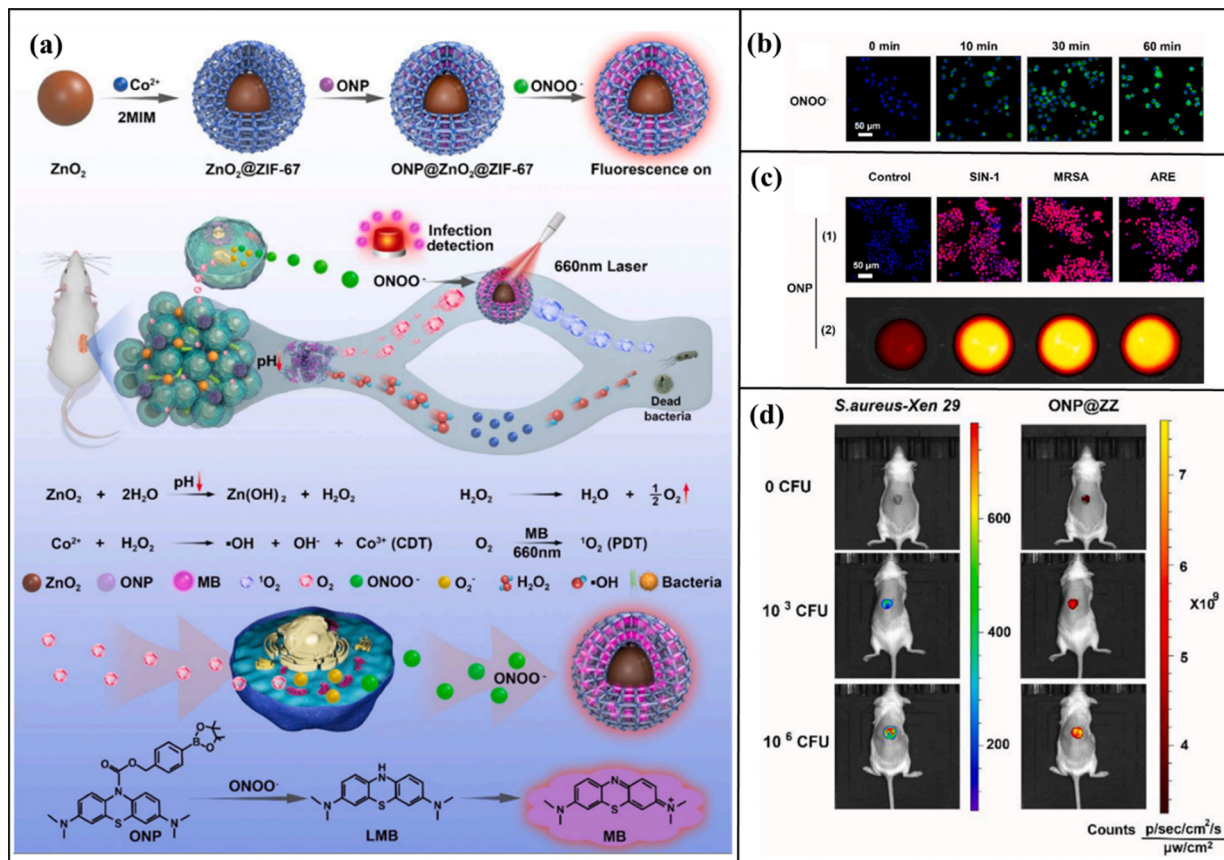 (a)
Co²⁺
2MIM
ONP
ONOO⁻
ZnO₂
ZnO₂@ZIF-67
ONP@ZnO₂@ZIF-67
Fluorescence on
Infection
detection
ONOO⁻
660nm Laser
pH↓
Dead
bacteria
ZnO₂ + 2H₂O pH↓ → Zn(OH)₂ + H₂O₂
H₂O₂ → H₂O + ½O₂↑
Co²⁺ + H₂O₂ → •OH + OH⁻ + Co³⁺ (CDT)
O₂ MB 660nm → ¹O₂ (PDT)
ZnO₂ ONP MB ¹O₂ O₂ ONOO⁻ O₂⁻ H₂O₂ •OH Bacteria
ONOO⁻
O
B
O
O
O
N
N
S
N
ONP
ONOO⁻
H
N
N
S
N
LMB
N
N
S
N⁺
MB
(b)
0 min 10 min 30 min 60 min
ONOO⁻
50 µm
(c)
Control SIN-1 MRSA ARE
(1)
50 µm
ONP
(2)
(d)
S.aureus-Xen 29
ONP@ZZ
0 CFU
10 ³ CFU
10 ⁶ CFU
600
400
200
7
6
X10⁹
5
4
Counts
p/sec/cm²/s
µw/cm²